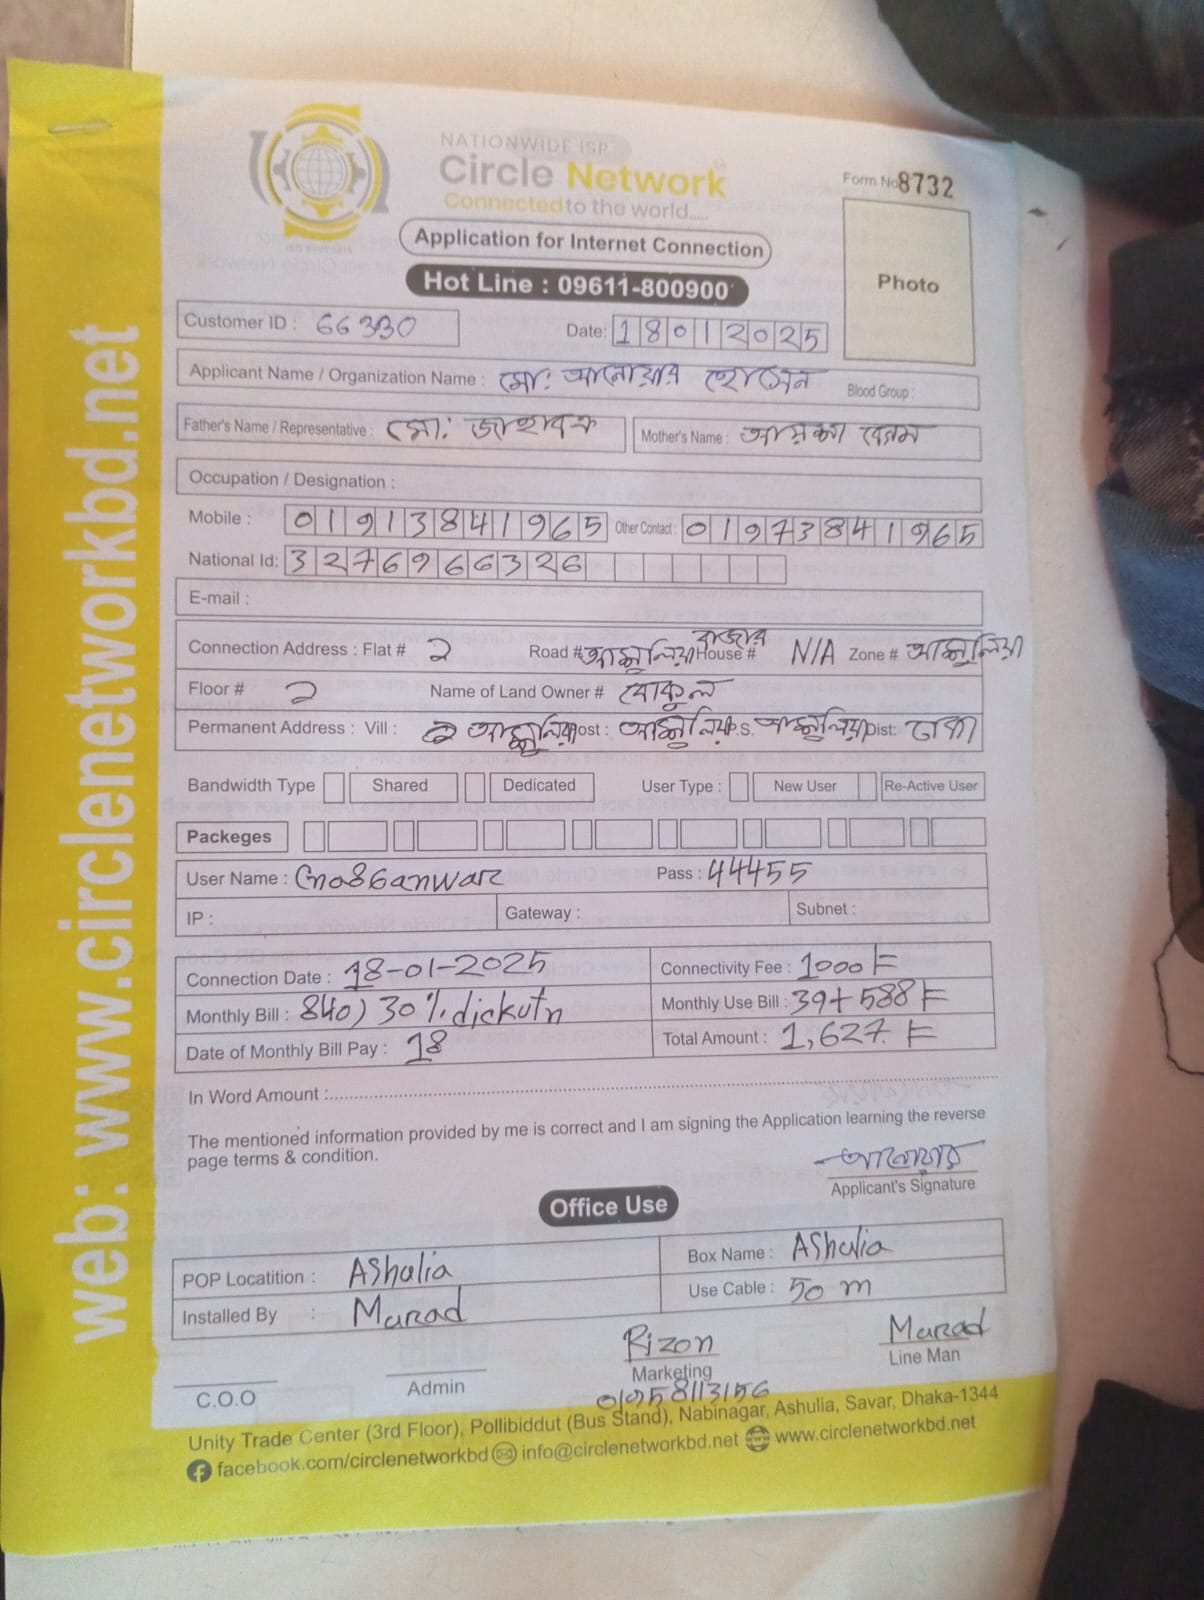 NATIONWIDE ISP
Circle Network
Connected to the world.....
Form No 8732
Application for Internet Connection
Hot Line : 09611-800900
Photo
Customer ID : 66330
Date: 18012025
Applicant Name / Organization Name : মো: আনোয়ার হোসেন Blood Group :
Father's Name / Representative : মো: Mother's Name :
Occupation / Designation :
Mobile : 01913841965 Other Contact : 01973841965
National Id: 3276966326
E-mail :
Connection Address : Flat # 2 Road # আশুলিয়া বাজার House # N/A Zone # আশুলিয়া
Floor # 2 Name of Land Owner # বোকুল
Permanent Address : Vill : আশুলিয়া Post : আশুলিয়া P.S. আশুলিয়া Dist: ঢাকা
Bandwidth Type Shared Dedicated User Type : New User Re-Active User
Packeges
User Name : Cno86anwar Pass : 44455
IP : Gateway : Subnet :
Connection Date : 18-01-2025 Connectivity Fee : 1000 F
Monthly Bill : 840) 30% dickutn Monthly Use Bill : 39+588 F
Date of Monthly Bill Pay : 18 Total Amount : 1,627. F
In Word Amount :
The mentioned information provided by me is correct and I am signing the Application learning the reverse
page terms & condition.
আনোয়ার
Applicant's Signature
Office Use
POP Locatition : AShulia Box Name : AShulia
Installed By : Murad Use Cable : 50 m
Rizon Murad
C.O.O Admin Marketing Line Man
01958113156
Unity Trade Center (3rd Floor), Pollibiddut (Bus Stand), Nabinagar, Ashulia, Savar, Dhaka-1344
facebook.com/circlenetworkbd info@circlenetworkbd.net www.circlenetworkbd.net
web: www.circlenetworkbd.net